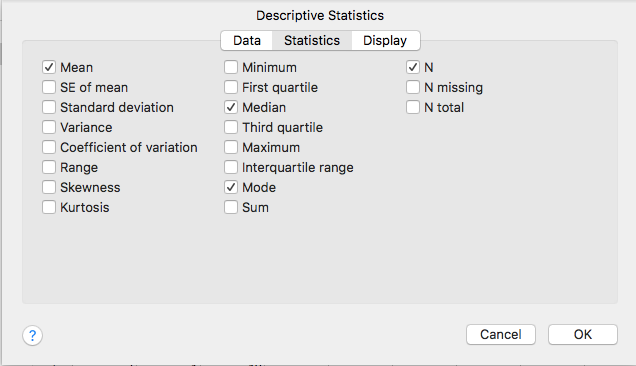 Descriptive Statistics
Data Statistics Display
Mean Minimum N
SE of mean First quartile N missing
Standard deviation Median N total
Variance Third quartile
Coefficient of variation Maximum
Range Interquartile range
Skewness Mode
Kurtosis Sum
? Cancel OK